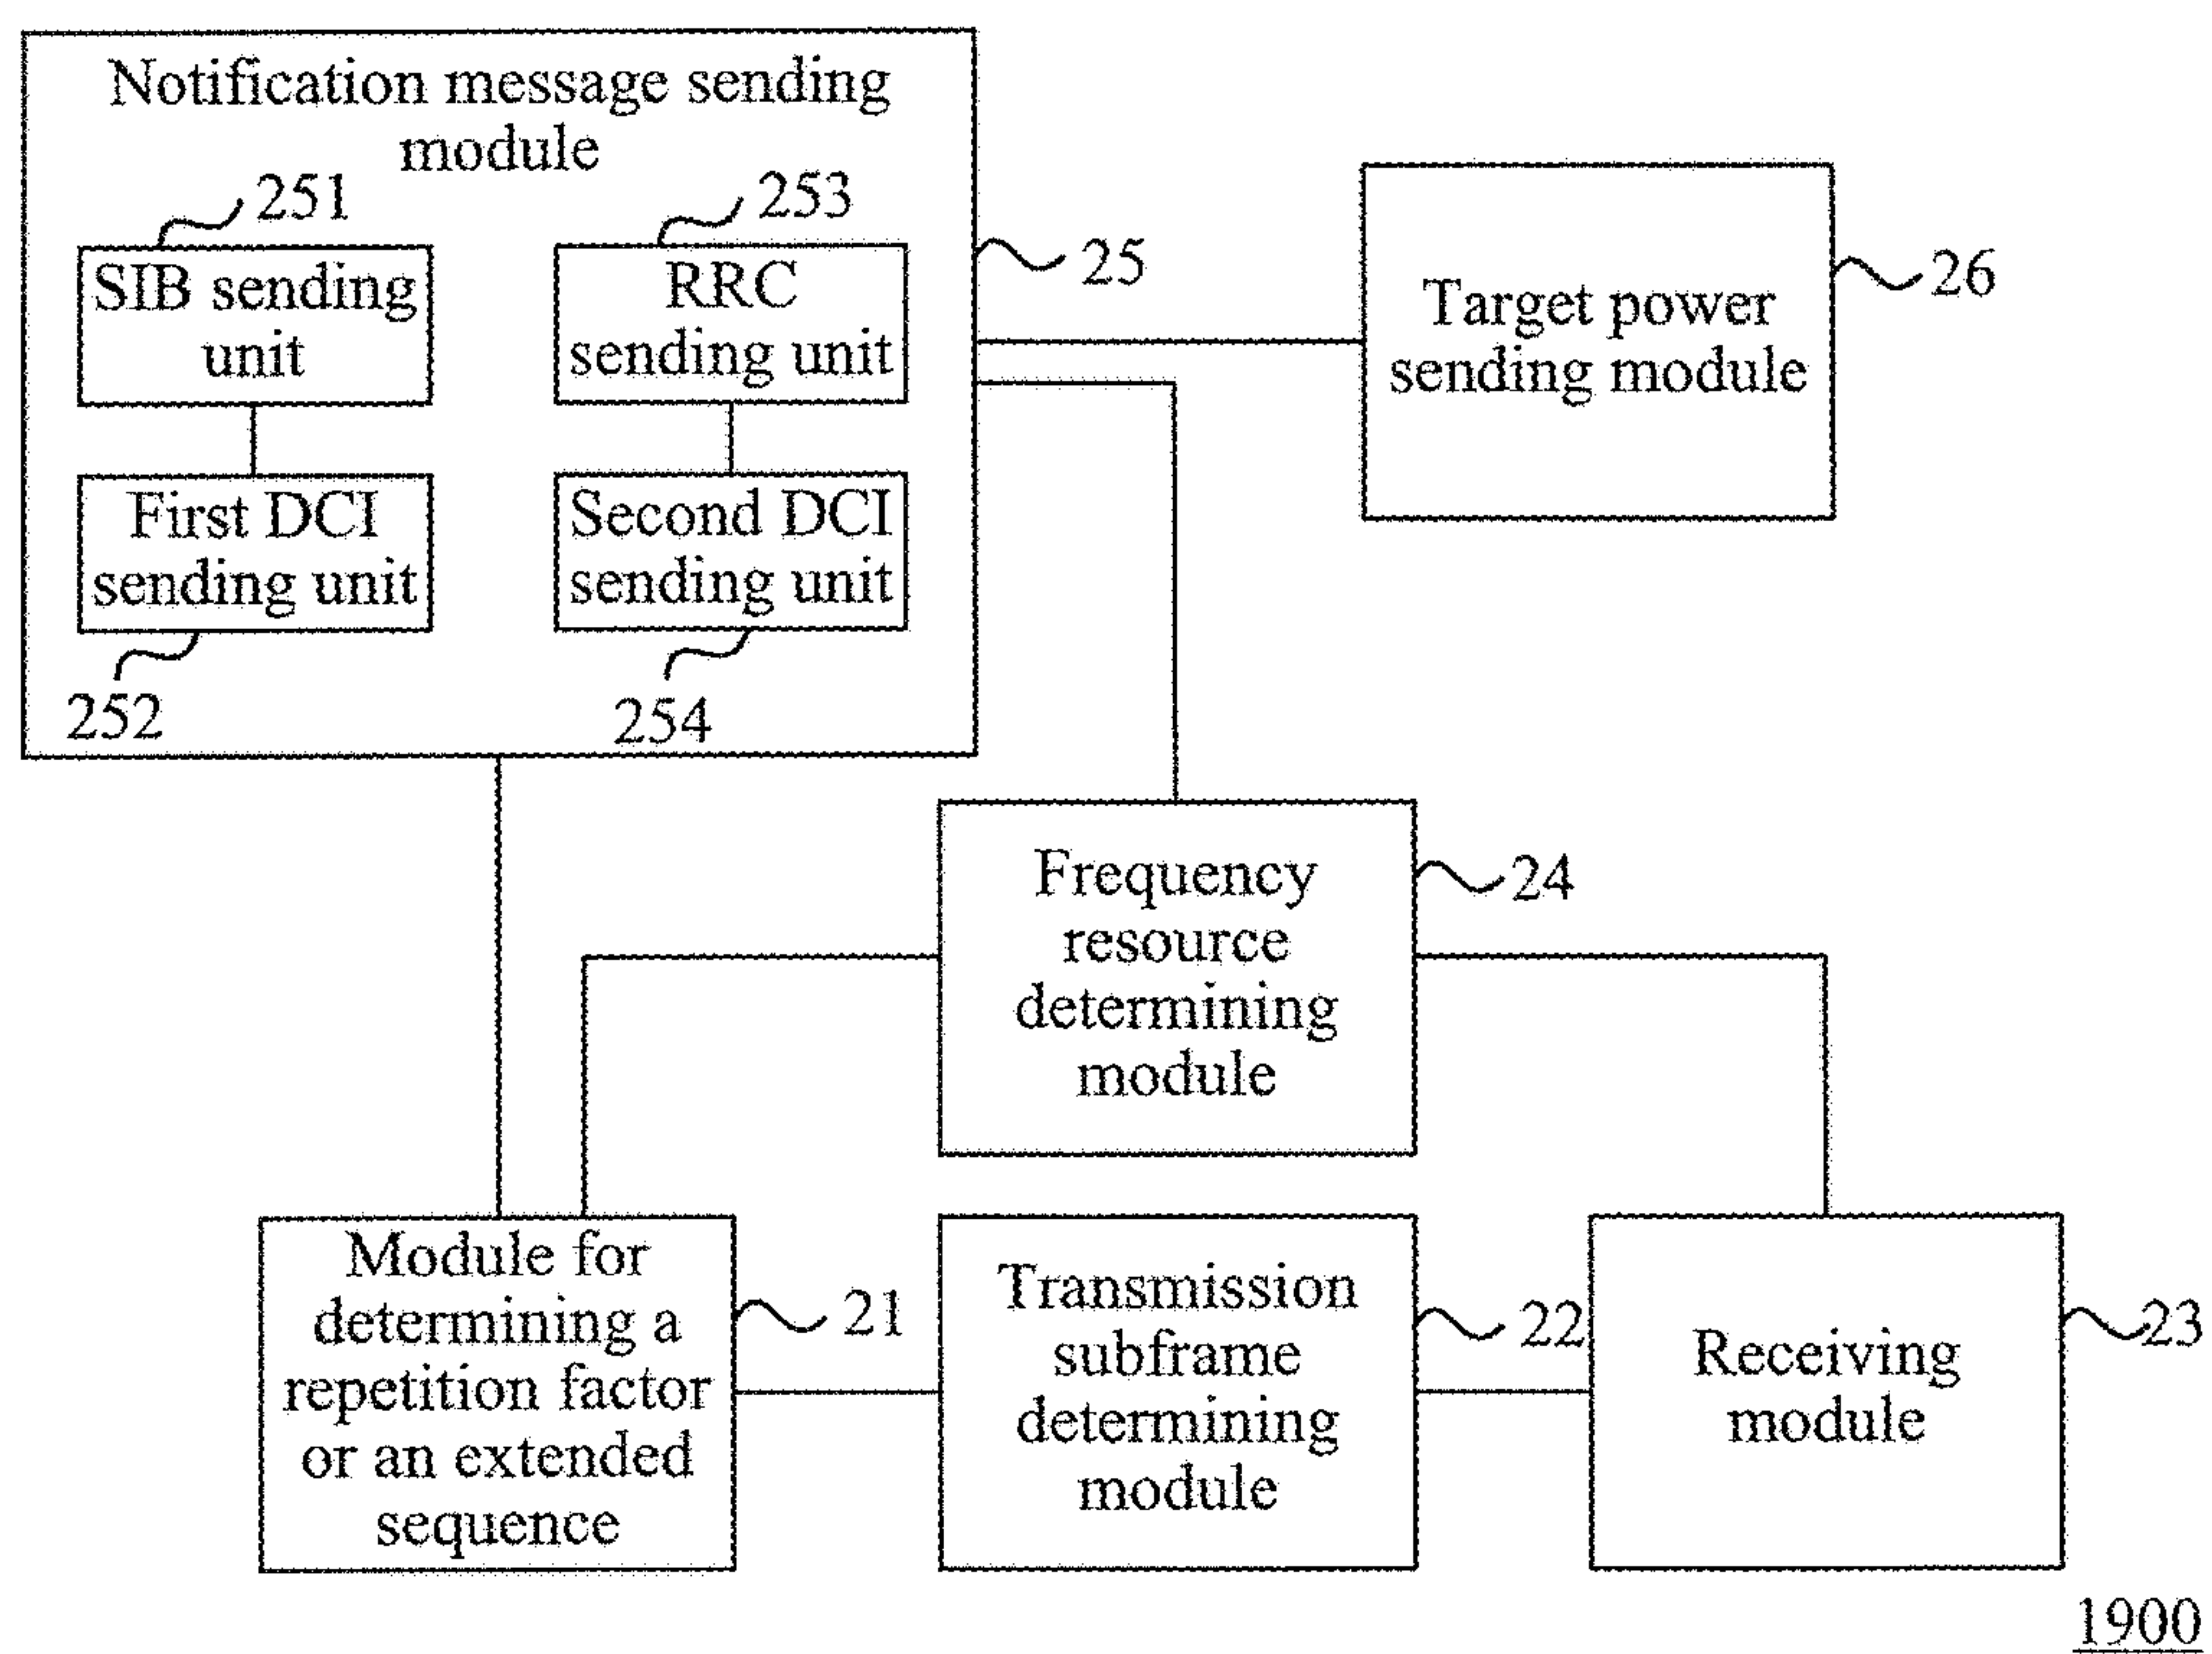 Notification message sending
module
251
253
SIB sending
unit
RRC
sending unit
25
First DCI
sending unit
Second DCI
sending unit
252
254
Target power
sending module
26
Frequency
resource
determining
module
24
Module for
determining a
repetition factor
or an extended
sequence
21
Transmission
subframe
determining
module
22
Receiving
module
23
1900